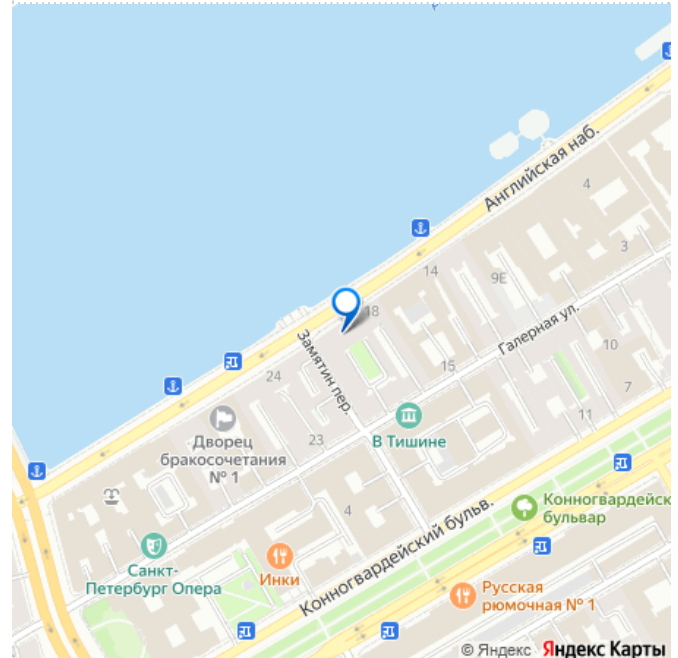 Английская наб.
4
3
14
9Е
18
Галерная ул.
10
Замятин пер.
15
7
24
11
В Тишине
23
Дворец
бракосочетания
№ 1
4
Конногвардейск
бульвар
Конногвардейский бульв.
Санкт-
Петербург Опера
Инки
Русская
рюмочная № 1
© Яндекс Яндекс Карты